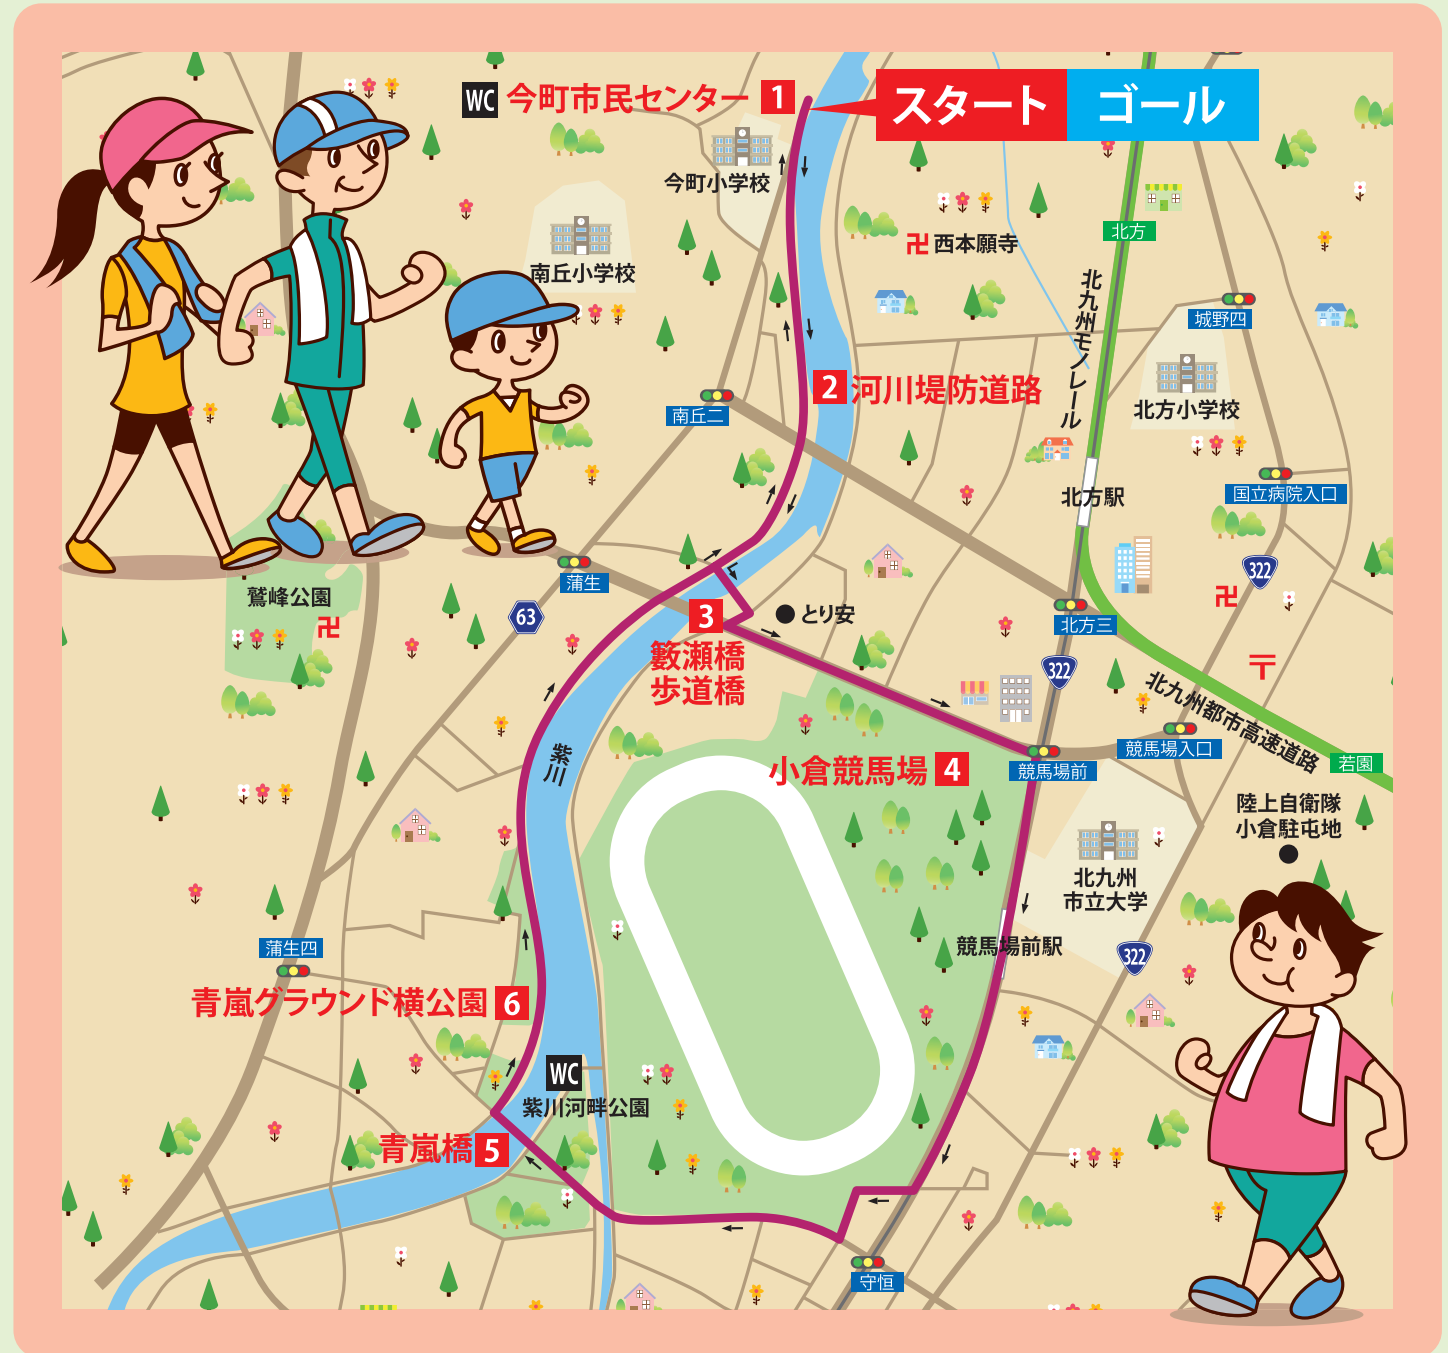 WC
今町市民センター
1
スタート
ゴール
今町小学校
北方
西本願寺
南丘小学校
北九州モノレール
城野四
2
河川堤防道路
南丘二
北方小学校
北方駅
国立病院入口
蒲生
鷲峰公園
63
3
籔瀬橋
歩道橋
とり安
322
北方三
322
北九州都市高速道路
紫川
小倉競馬場
4
競馬場前
競馬場入口
若園
陸上自衛隊
小倉駐屯地
北九州
市立大学
蒲生四
競馬場前駅
322
青嵐グラウンド横公園
6
WC
紫川河畔公園
青嵐橋
5
守恒